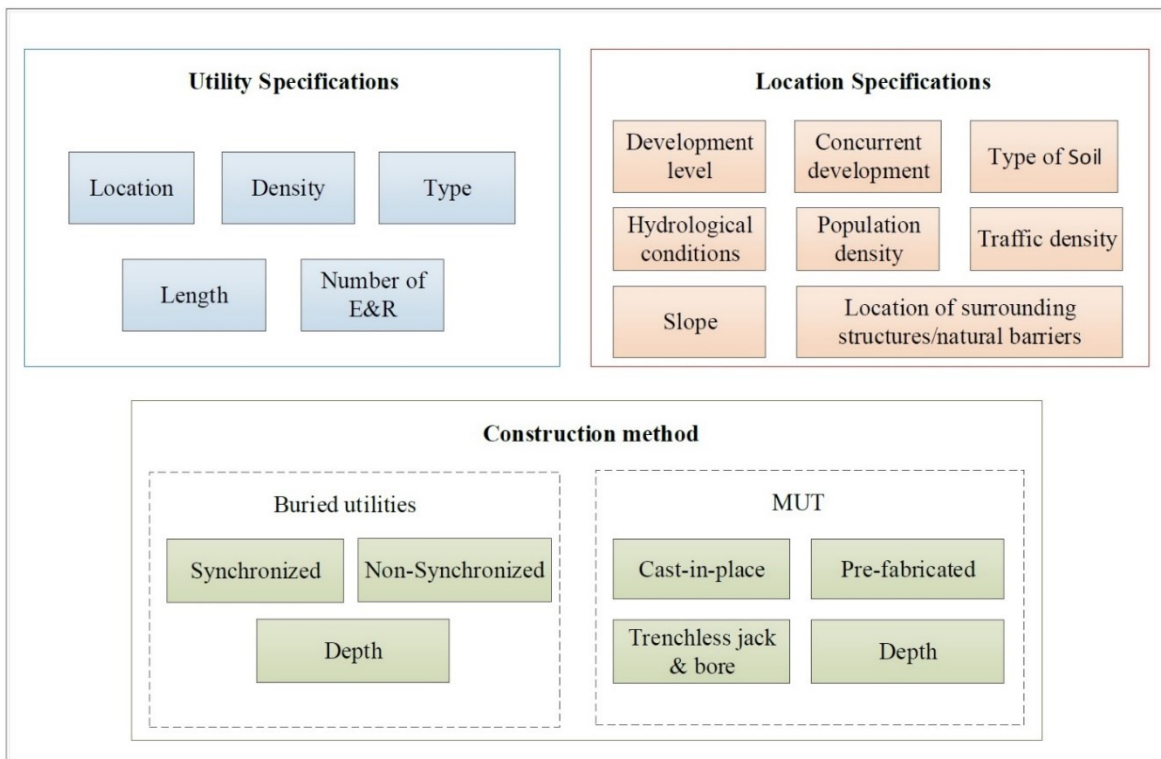 Utility Specifications
Location
Density
Type
Length
Number of
E&R
Location Specifications
Development
level
Concurrent
development
Type of Soil
Hydrological
conditions
Population
density
Traffic density
Slope
Location of surrounding
structures/natural barriers
Construction method
Buried utilities
Synchronized
Non-Synchronized
Depth
MUT
Cast-in-place
Pre-fabricated
Trenchless jack
& bore
Depth